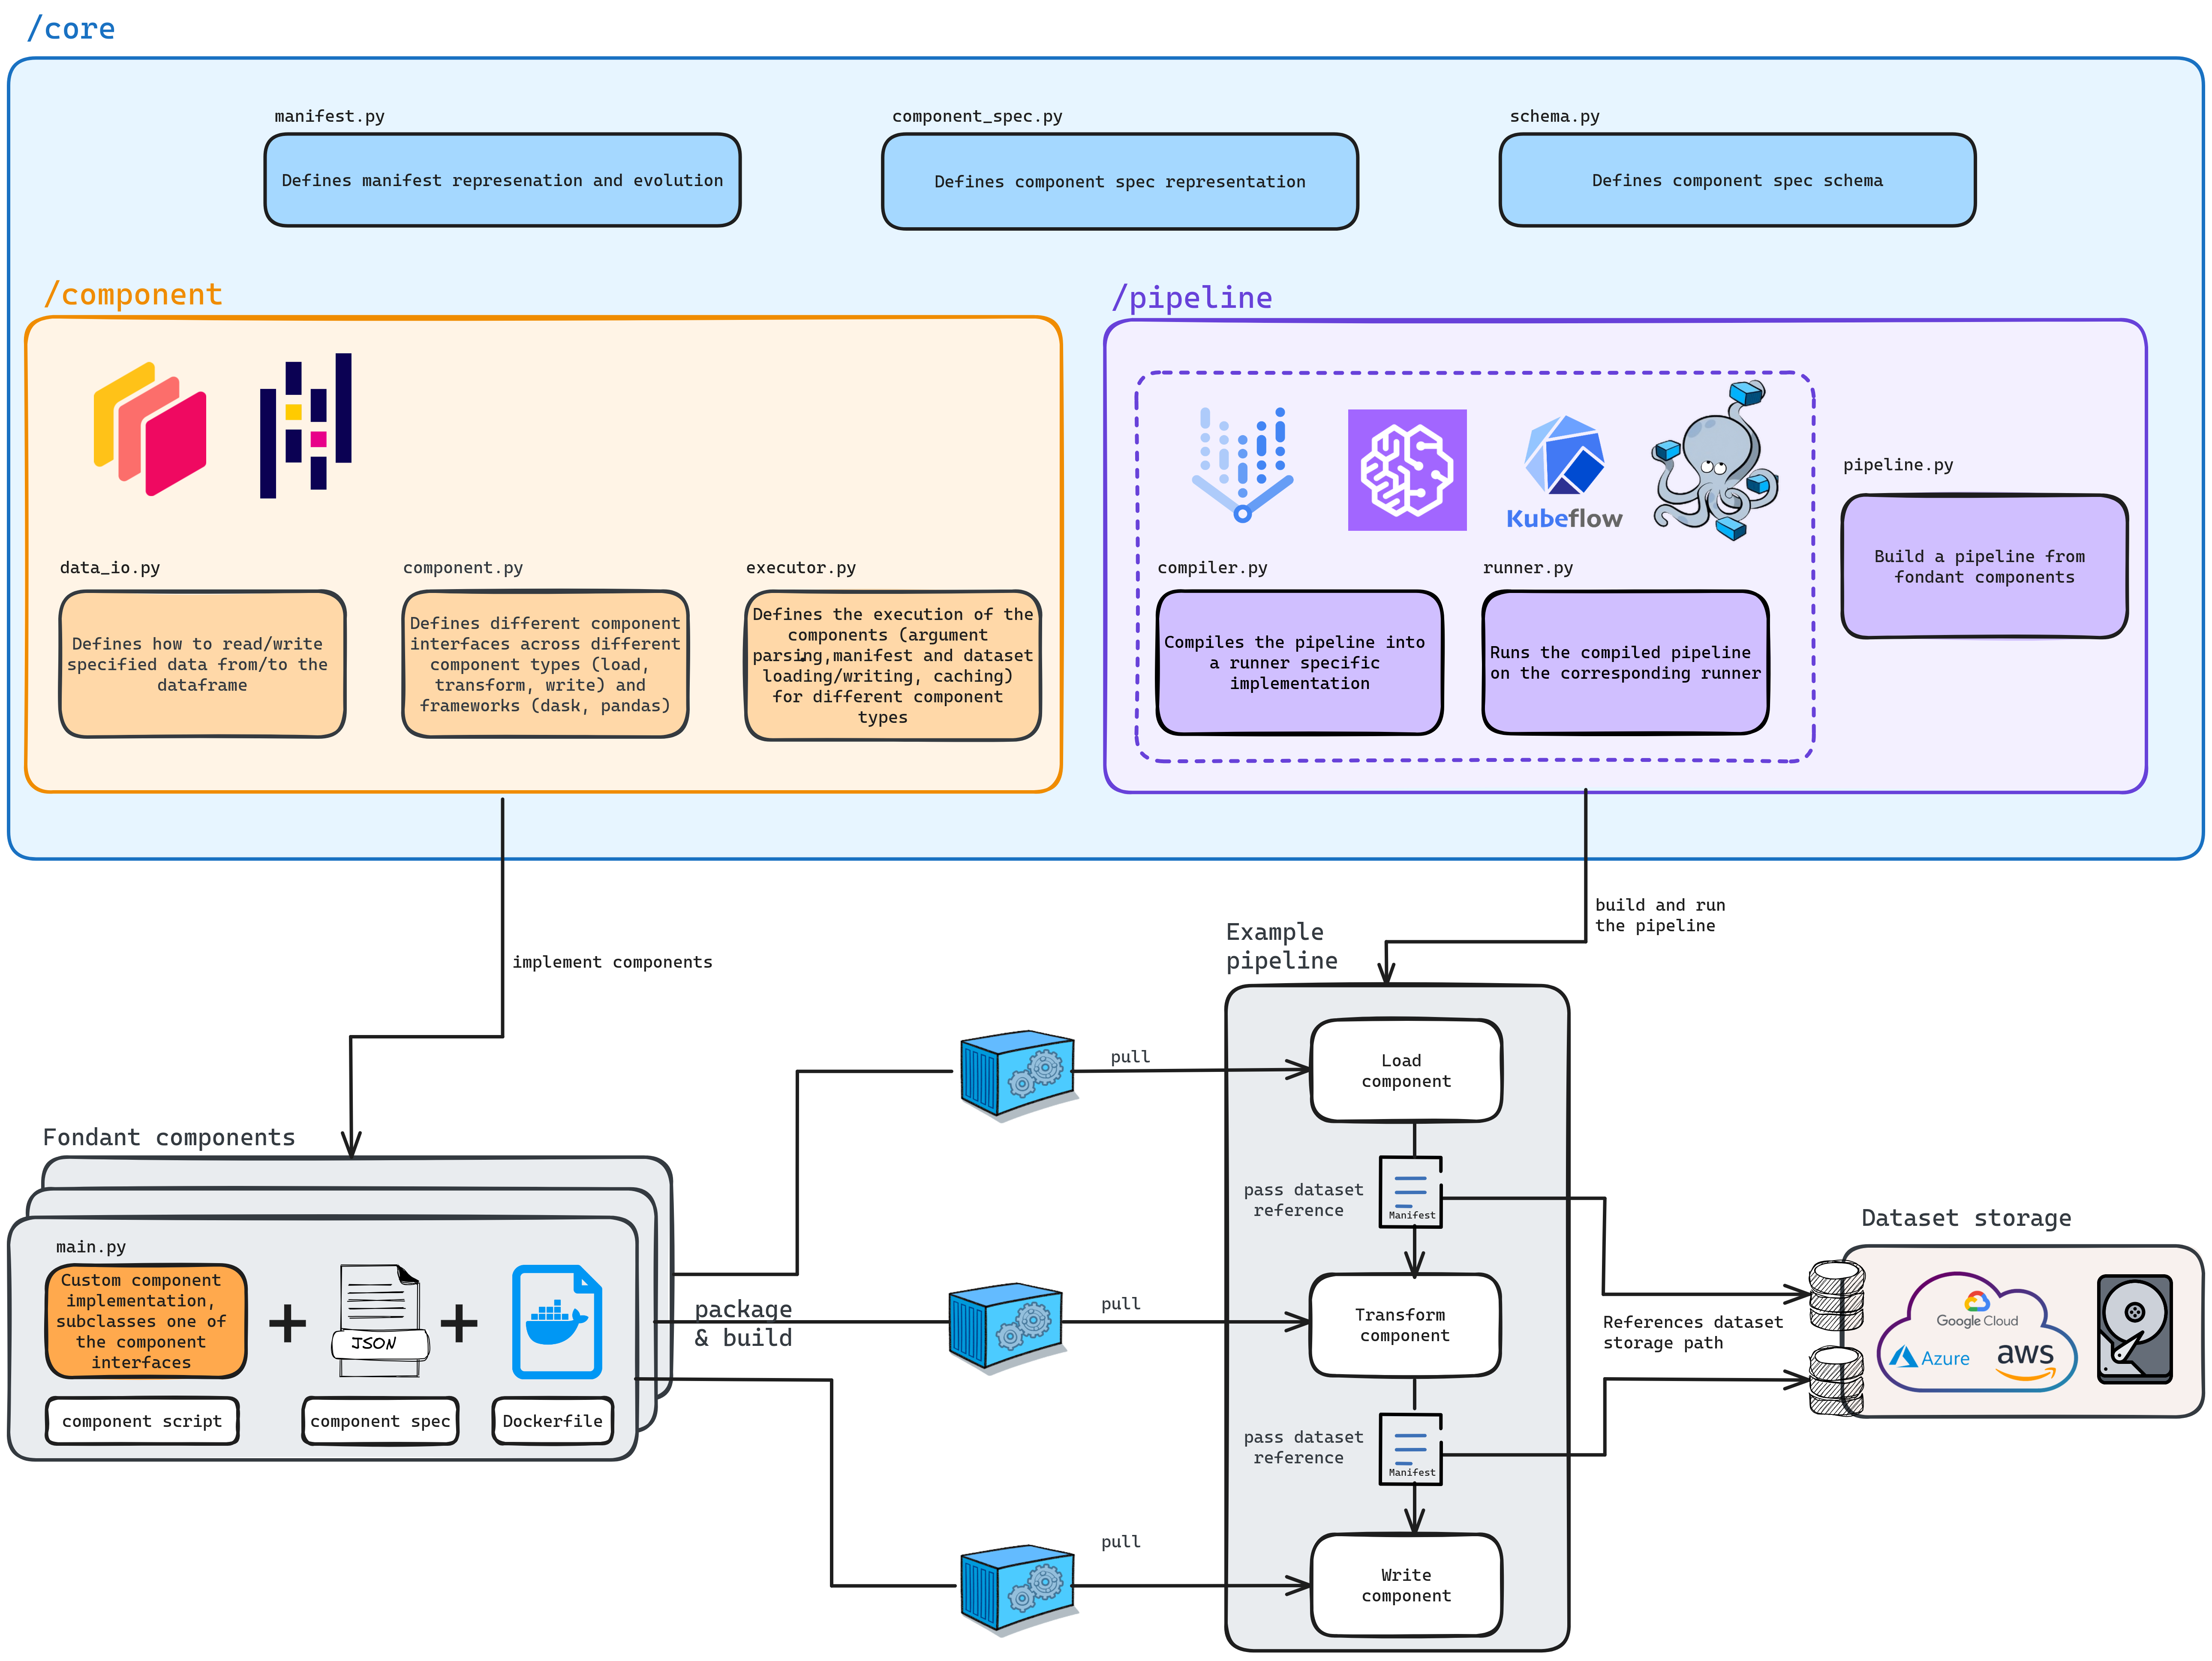 /core
manifest.py
Defines manifest represenation and evolution
component_spec.py
Defines component spec representation
schema.py
Defines component spec schema
/component
data_io.py
Defines how to read/write
specified data from/to the
dataframe
component.py
Defines different component
interfaces across different
component types (load,
transform, write) and
frameworks (dask, pandas)
executor.py
Defines the execution of the
components (argument
parsing,manifest and dataset
loading/writing, caching)
for different component
types
/pipeline
Kubeflow
compiler.py
Compiles the pipeline into
a runner specific
implementation
runner.py
Runs the compiled pipeline
on the corresponding runner
pipeline.py
Build a pipeline from
fondant components
implement components
build and run
the pipeline
Fondant components
main.py
Custom component
implementation,
subclasses one of
the component
interfaces
component script
+
JSON
component spec
+
Dockerfile
package
& build
pull
pull
pull
Example
pipeline
Load
component
pass dataset
reference
Manifest
Transform
component
pass dataset
reference
Manifest
Write
component
References dataset
storage path
Dataset storage
Google Cloud
Azure
aws